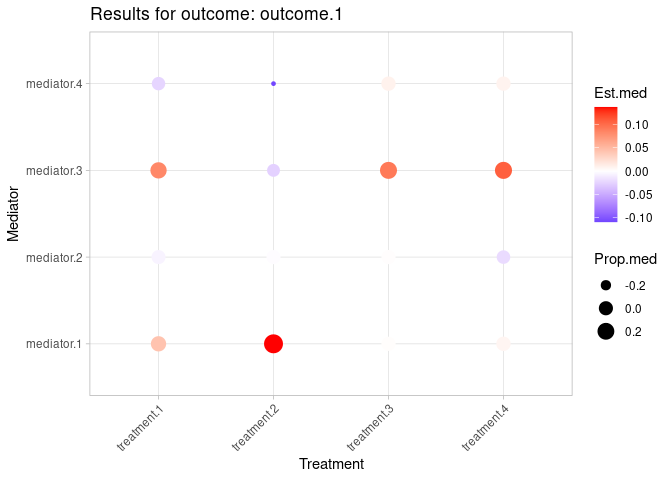 Results for outcome: outcome.1
mediator.4
mediator.3
mediator.2
mediator.1
Mediator
treatment.1
treatment.2
treatment.3
treatment.4
Treatment
Est.med
0.10
0.05
0.00
-0.05
-0.10
Prop.med
-0.2
0.0
0.2